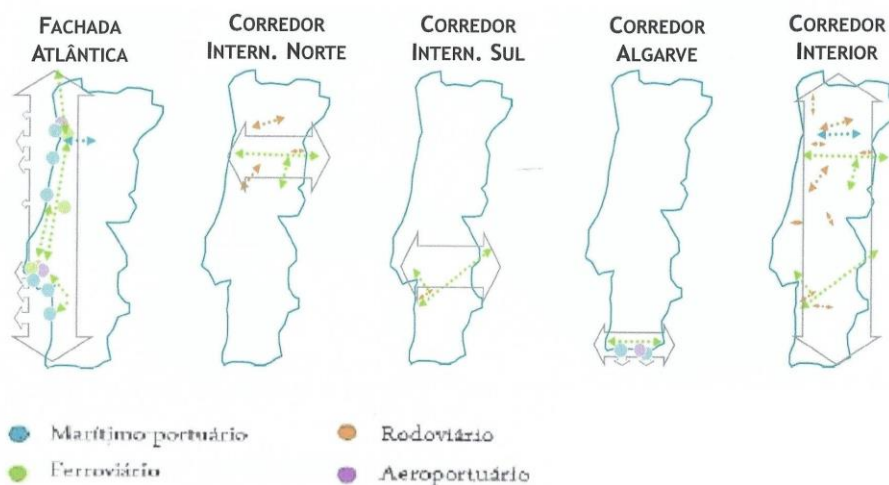 FACHADA
ATLÂNTICA
CORREDOR
INTERN. NORTE
CORREDOR
INTERN. SUL
CORREDOR
ALGARVE
CORREDOR
INTERIOR
Marítimo-portuário
Ferroviário
Rodoviário
Aeroportuário